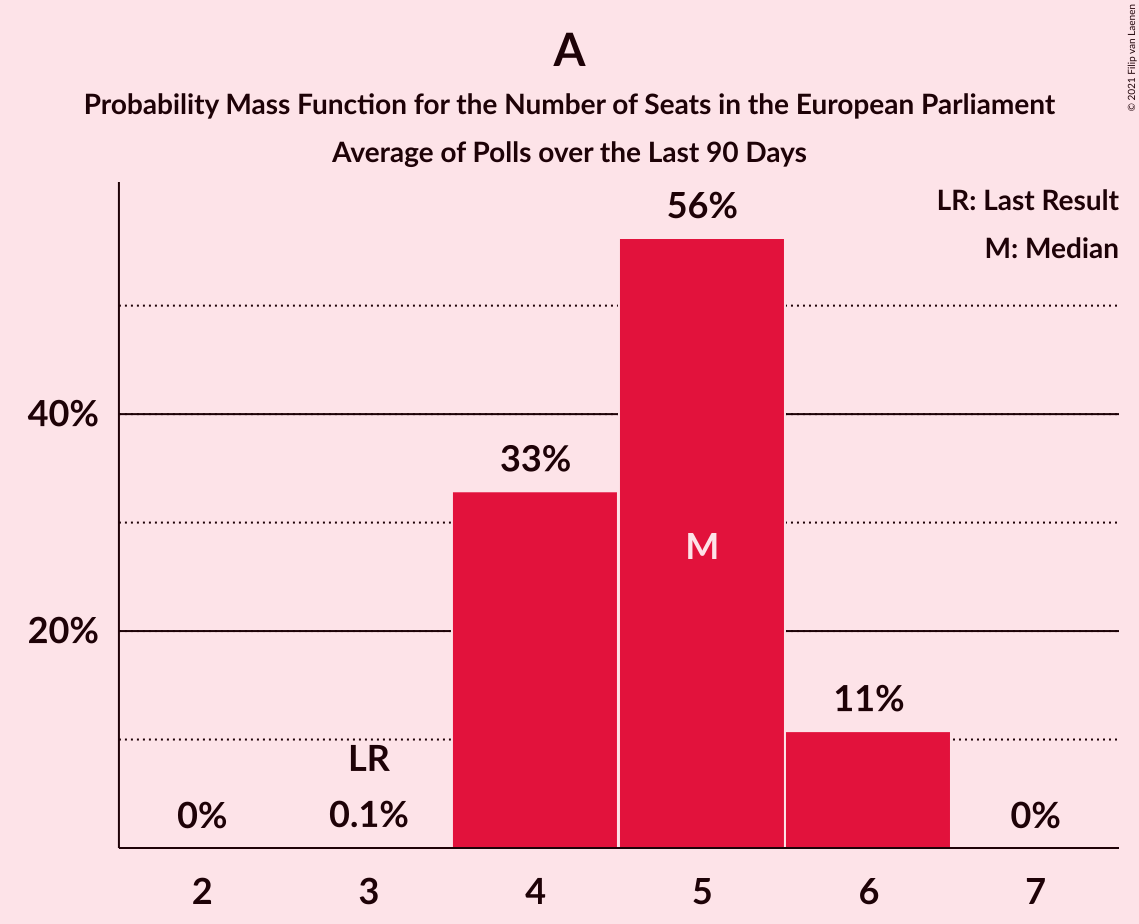 A
Probability Mass Function for the Number of Seats in the European Parliament
Average of Polls over the Last 90 Days
© 2021 Filip van Laenen
LR: Last Result
M: Median
56%
40%
33%
M
20%
11%
LR
0%
0.1%
0%
2
3
4
5
6
7